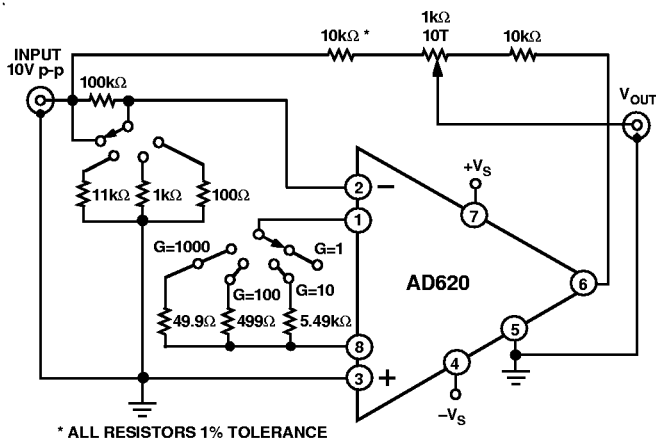 1kΩ
10kΩ * 10T 10kΩ
INPUT
10V p-p
100kΩ
VOUT
11kΩ 1kΩ 100Ω
2 −
1
+VS
7
G=1000 G=1
G=100 G=10
AD620
6
49.9Ω 499Ω 5.49kΩ
5
8
4
3 +
−VS
* ALL RESISTORS 1% TOLERANCE